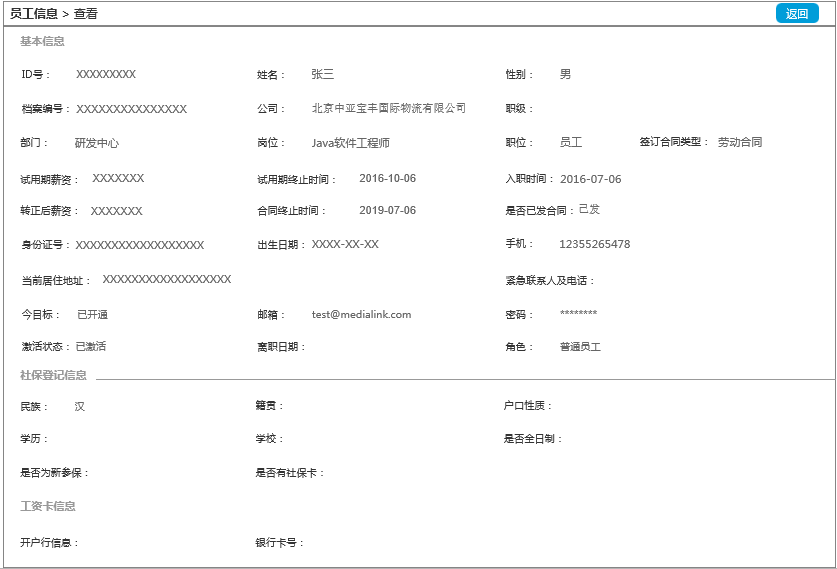 员工信息 > 查看 返回
基本信息
ID号： XXXXXXXXX 姓名： 张三 性别： 男
档案编号： XXXXXXXXXXXXXXX 公司： 北京中亚宝丰国际物流有限公司 职级：
部门： 研发中心 岗位： Java软件工程师 职位： 员工 签订合同类型： 劳动合同
试用期薪资： XXXXXXX 试用期终止时间： 2016-10-06 入职时间： 2016-07-06
转正后薪资： XXXXXXX 合同终止时间： 2019-07-06 是否已发合同： 己发
身份证号： XXXXXXXXXXXXXXXXXX 出生日期： XXXX-XX-XX 手机： 12355265478
当前居住地址： XXXXXXXXXXXXXXXXXX 紧急联系人及电话：
今目标： 已开通 邮箱： test@medialink.com 密码： ********
激活状态： 已激活 离职日期： 角色： 普通员工
社保登记信息
民族： 汉 籍贯： 户口性质：
学历： 学校： 是否全日制：
是否为新参保： 是否有社保卡：
工资卡信息
开户行信息： 银行卡号：